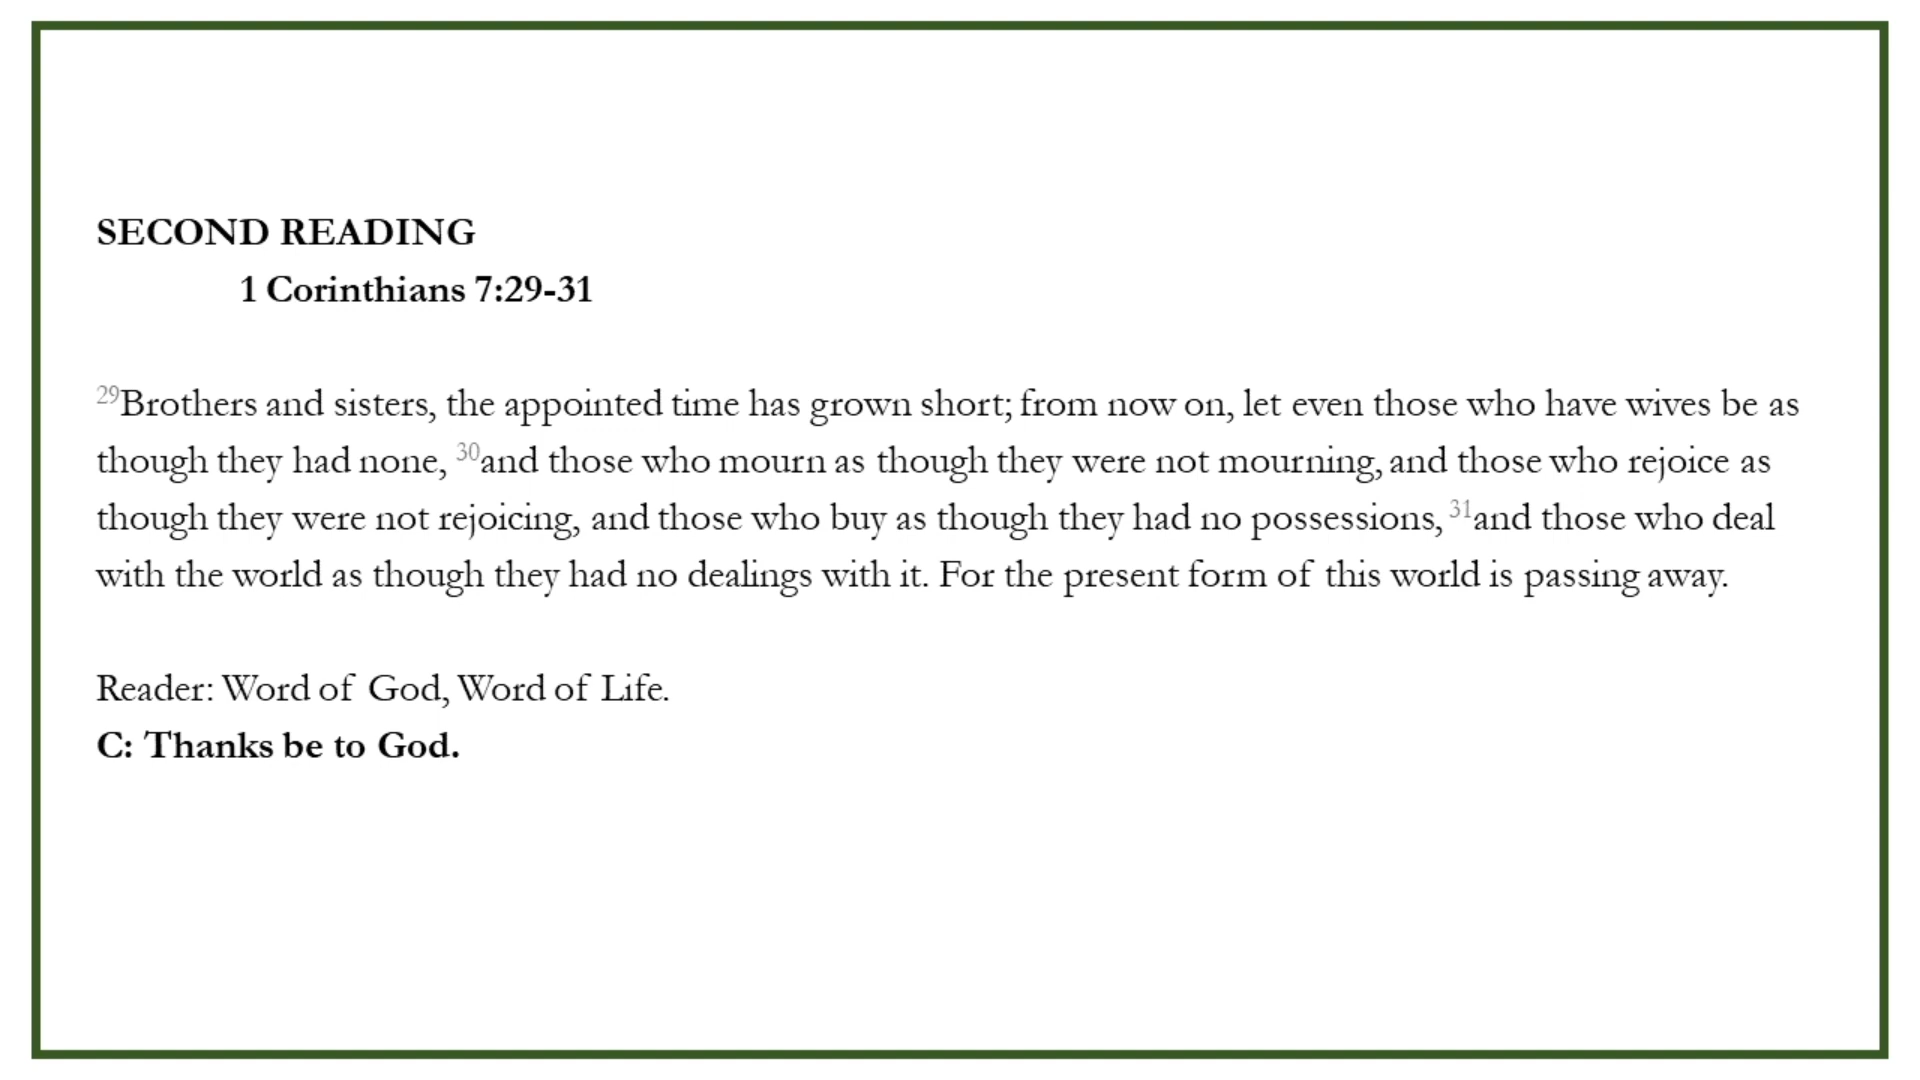 SECOND READING
1 Corinthians 7:29-31
29Brothers and sisters, the appointed time has grown short; from now on, let even those who have wives be as
though they had none, 30and those who mourn as though they were not mourning, and those who rejoice as
though they were not rejoicing, and those who buy as though they had no possessions, 31and those who deal
with the world as though they had no dealings with it. For the present form of this world is passing away.
Reader: Word of God, Word of Life.
C: Thanks be to God.